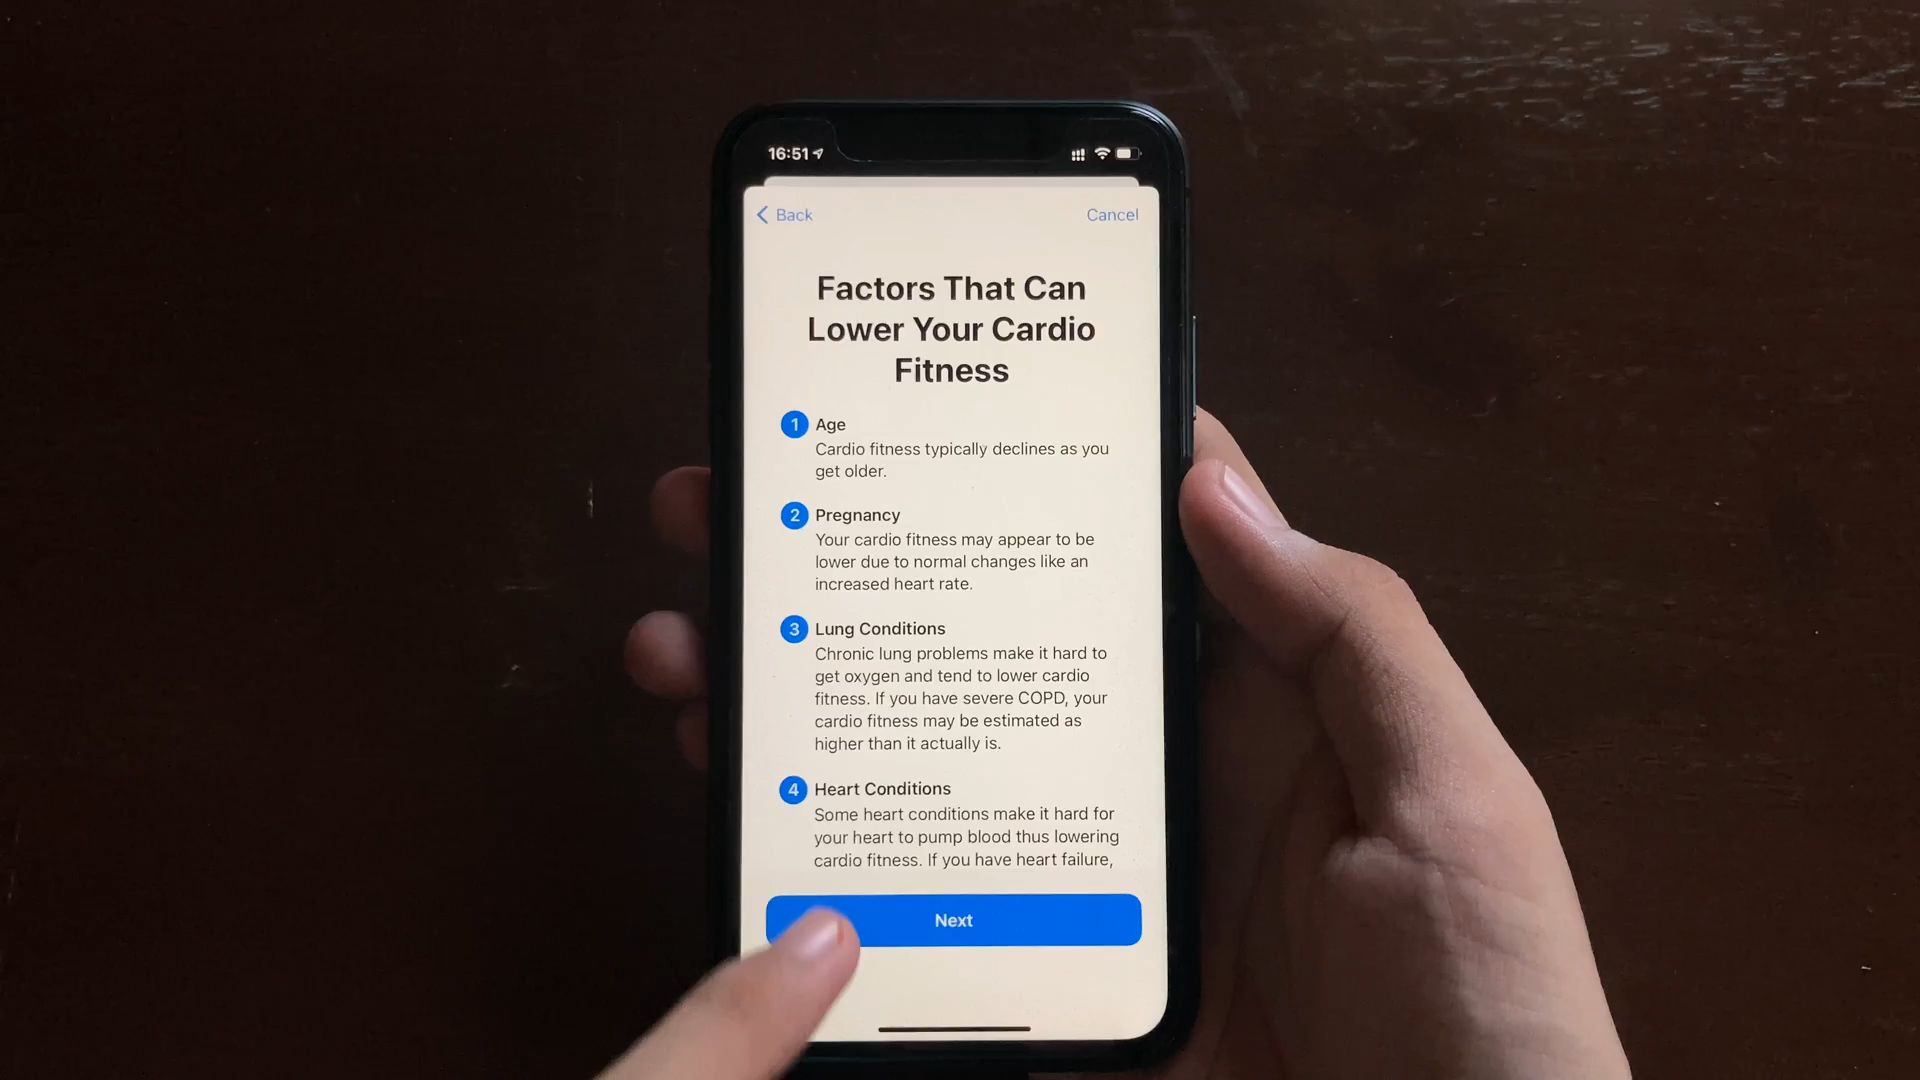 16:51
Back
Cancel
Factors That Can
Lower Your Cardio
Fitness
1 Age
Cardio fitness typically declines as you
get older.
2 Pregnancy
Your cardio fitness may appear to be
lower due to normal changes like an
increased heart rate.
3 Lung Conditions
Chronic lung problems make it hard to
get oxygen and tend to lower cardio
fitness. If you have severe COPD, your
cardio fitness may be estimated as
higher than it actually is.
4 Heart Conditions
Some heart conditions make it hard for
your heart to pump blood thus lowering
cardio fitness. If you have heart failure,
Next